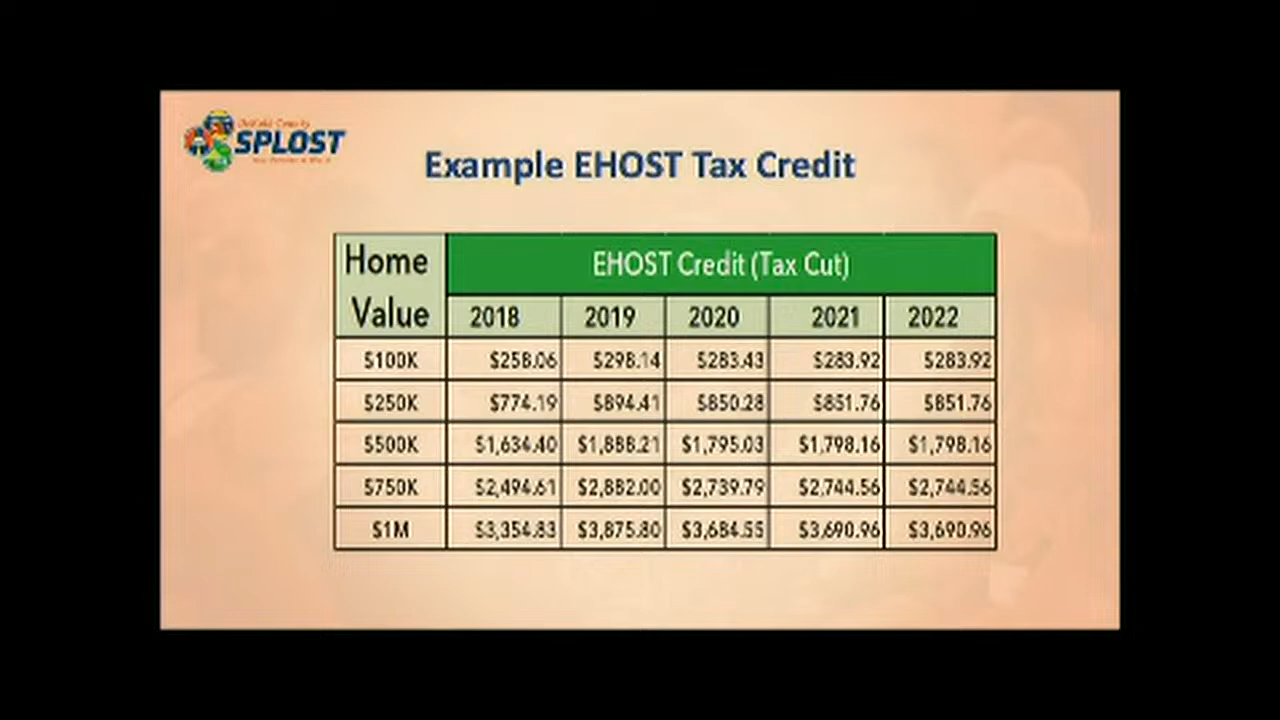 SPLOST
Example EHOST Tax Credit
Home Value EHOST Credit (Tax Cut)
2018 2019 2020 2021 2022
$100K $258.06 $298.14 $283.43 $283.92 $283.92
$250K $774.19 $894.41 $850.28 $851.76 $851.76
$500K $1,634.40 $1,888.21 $1,795.03 $1,798.16 $1,798.16
$750K $2,494.61 $2,882.00 $2,739.79 $2,744.56 $2,744.56
$1M $3,354.83 $3,875.80 $3,684.55 $3,690.96 $3,690.96